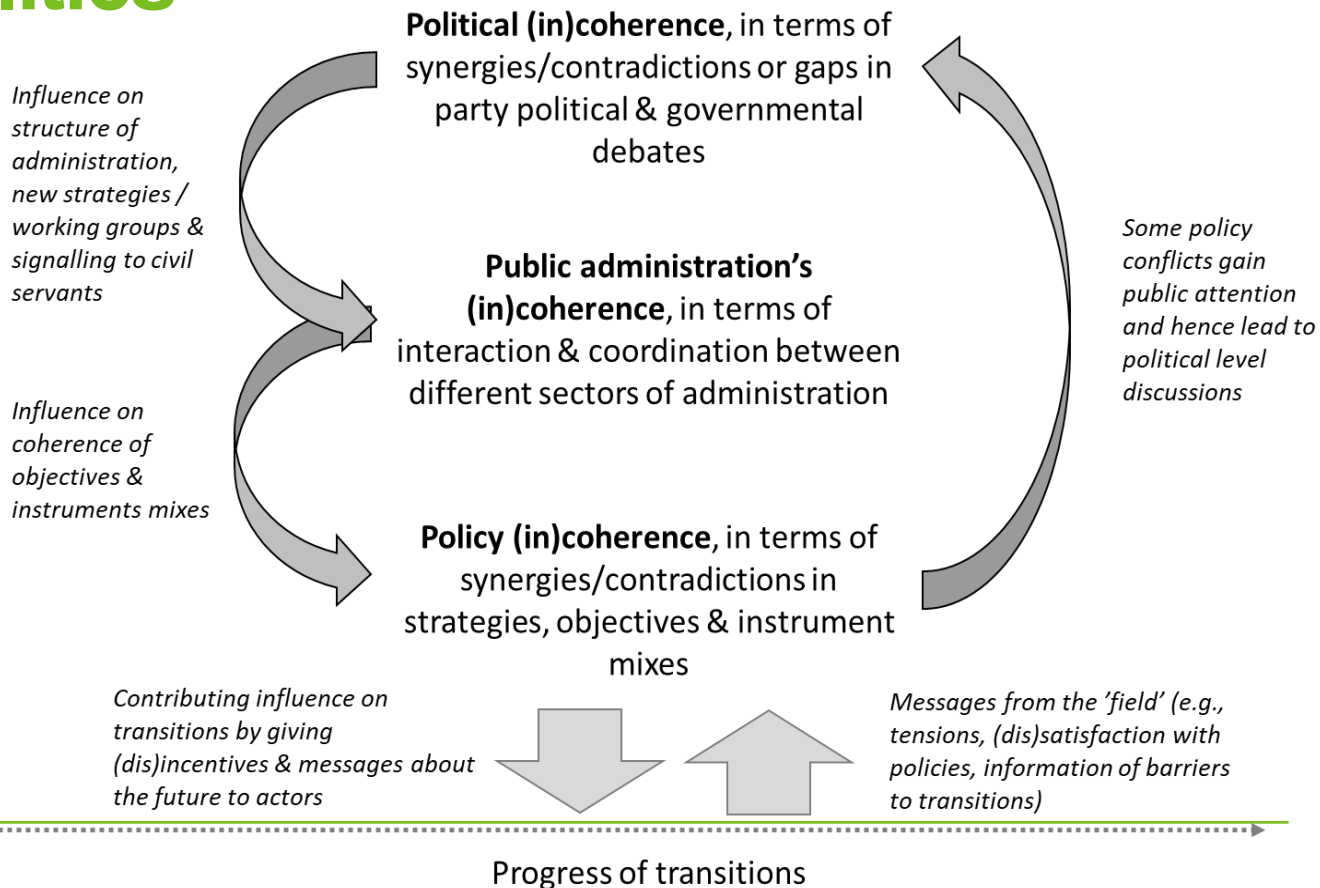 Political (in)coherence, in terms of
synergies/contradictions or gaps in
party political & governmental
debates
Influence on
structure of
administration,
new strategies /
working groups &
signalling to civil
servants
Public administration's
(in)coherence, in terms of
interaction & coordination between
different sectors of administration
Some policy
conflicts gain
public attention
and hence lead to
political level
discussions
Influence on
coherence of
objectives &
instruments mixes
Policy (in)coherence, in terms of
synergies/contradictions in
strategies, objectives & instrument
mixes
Contributing influence on
transitions by giving
(dis)incentives & messages about
the future to actors
Messages from the ’field’ (e.g.,
tensions, (dis)satisfaction with
policies, information of barriers
to transitions)
Progress of transitions